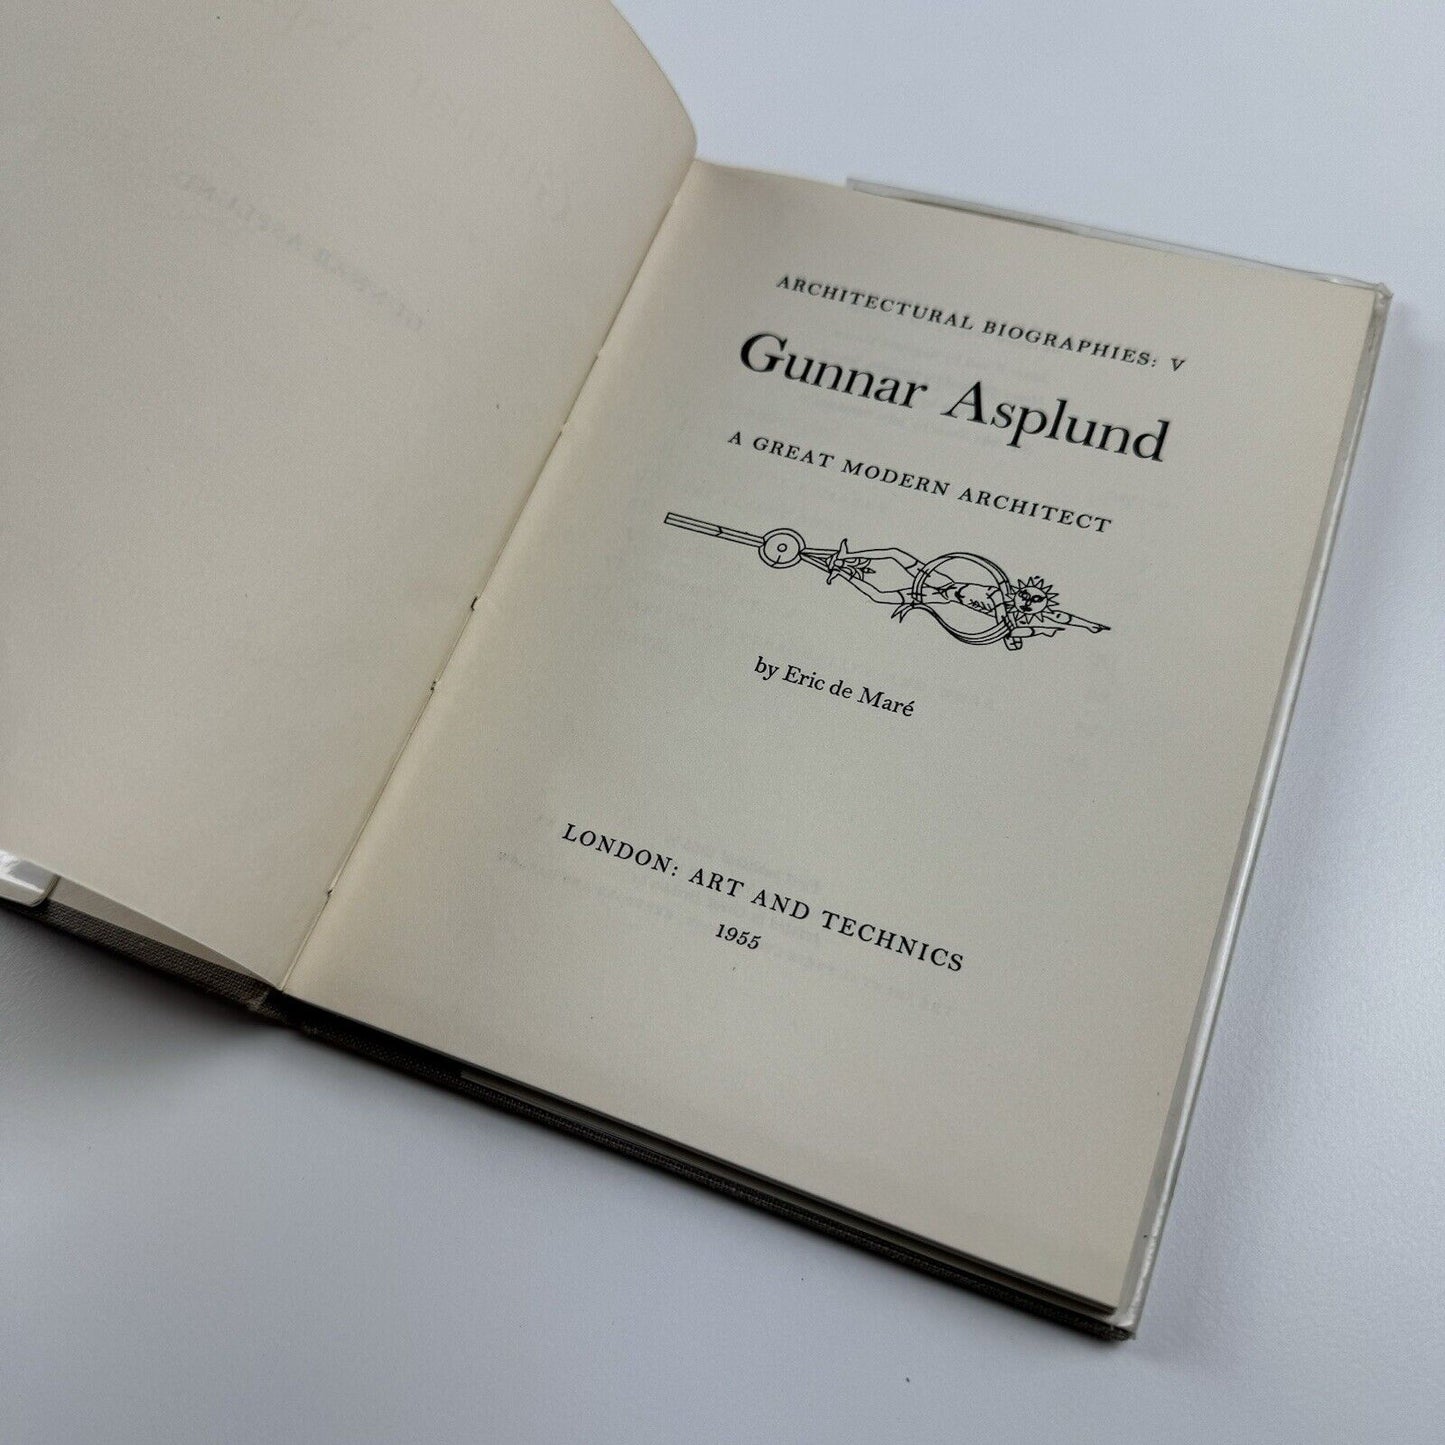 ARCHITECTURAL BIOGRAPHIES: V
Gunnar Asplund
A GREAT MODERN ARCHITECT
by Eric de Maré
LONDON: ART AND TECHNICS
1955